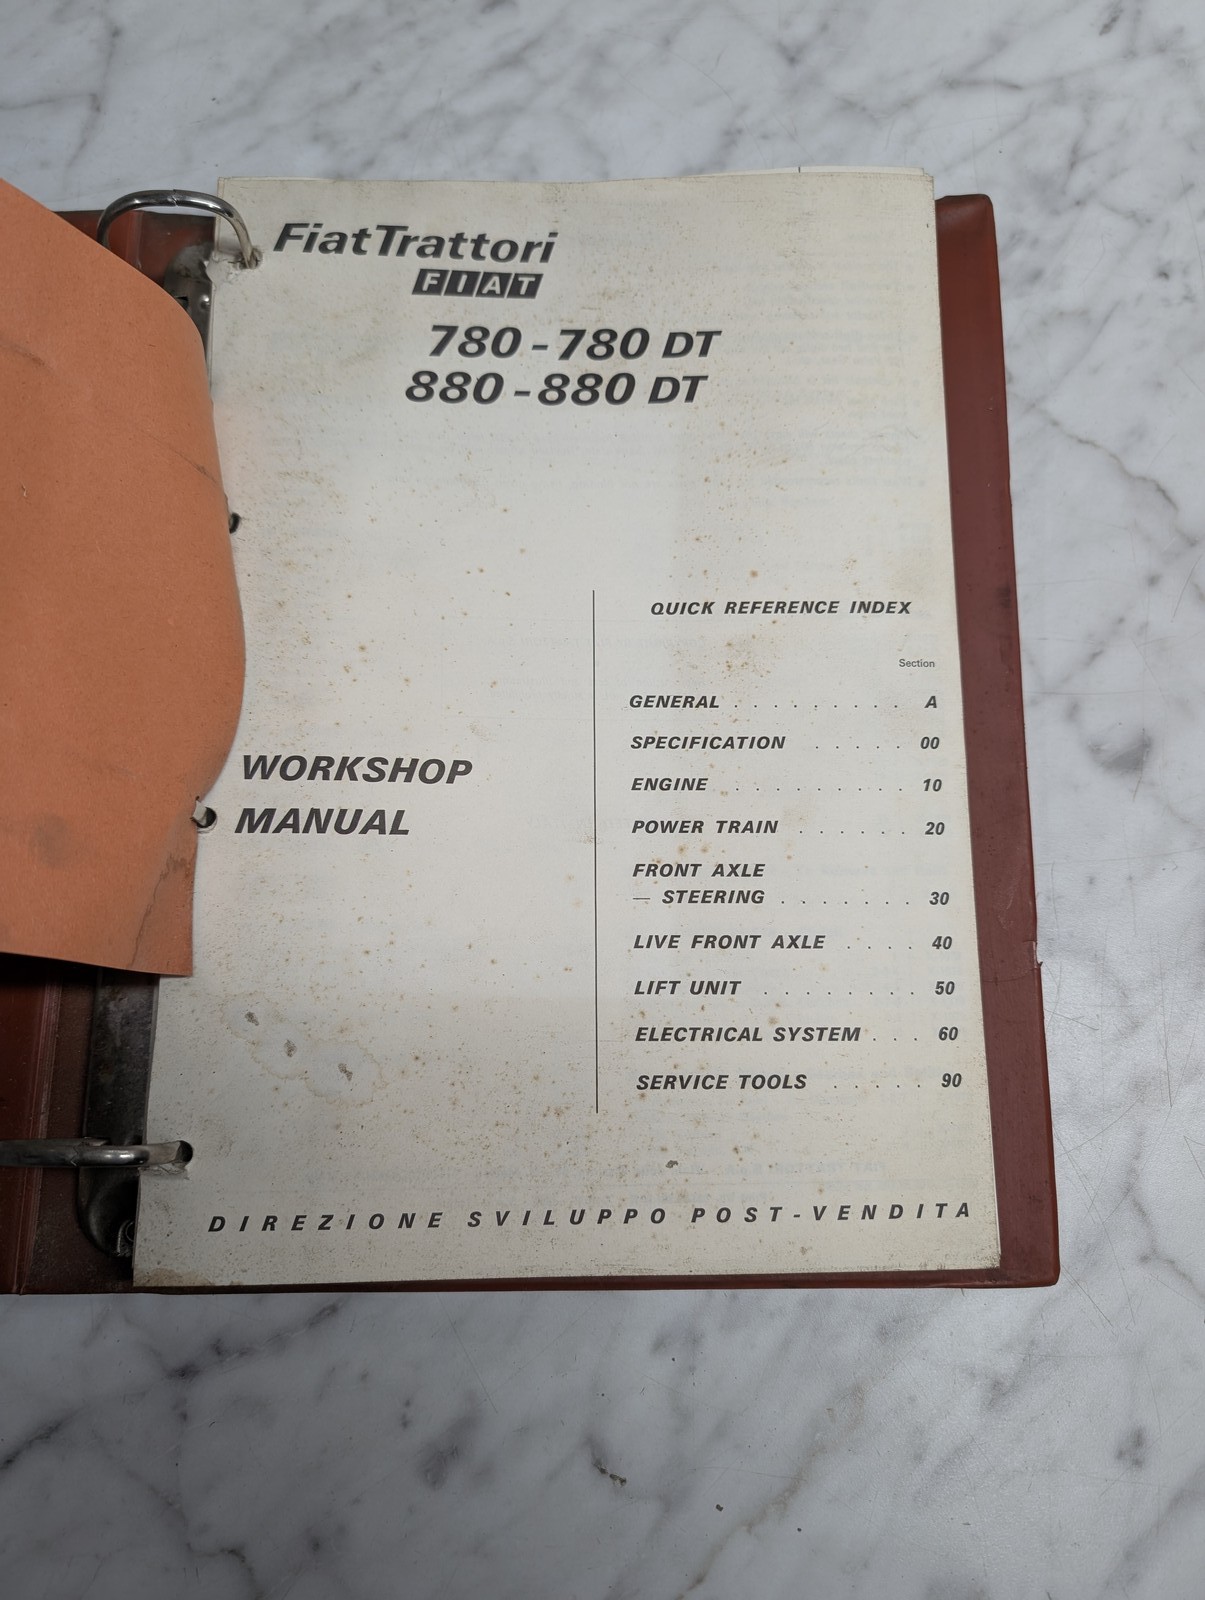 FiatTrattori
FIAT
780 - 780 DT
880 - 880 DT
QUICK REFERENCE INDEX
Section
GENERAL . . . . . . . . . A
SPECIFICATION . . . . . 00
ENGINE . . . . . . . . . 10
POWER TRAIN . . . . . . 20
FRONT AXLE
— STEERING . . . . . . . 30
LIVE FRONT AXLE . . . . 40
LIFT UNIT . . . . . . . . 50
ELECTRICAL SYSTEM . . . 60
SERVICE TOOLS . . . . . 90
WORKSHOP
MANUAL
DIREZIONE SVILUPPO POST-VENDITA